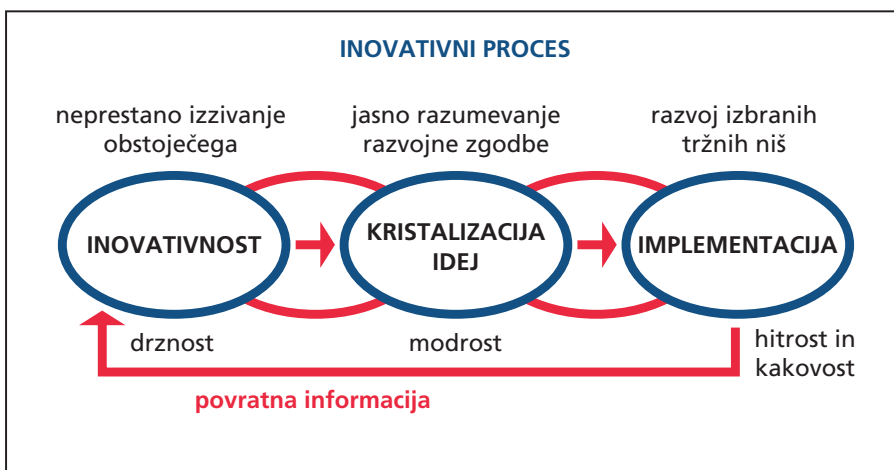 INOVATIVNI PROCES
neprestano izzivanje
obstoječega
jasno razumevanje
razvojne zgodbe
razvoj izbranih
tržnih niš
INOVATIVNOST
KRISTALIZACIJA
IDEJ
IMPLEMENTACIJA
drznost
modrost
hitrost in
kakovost
povratna informacija